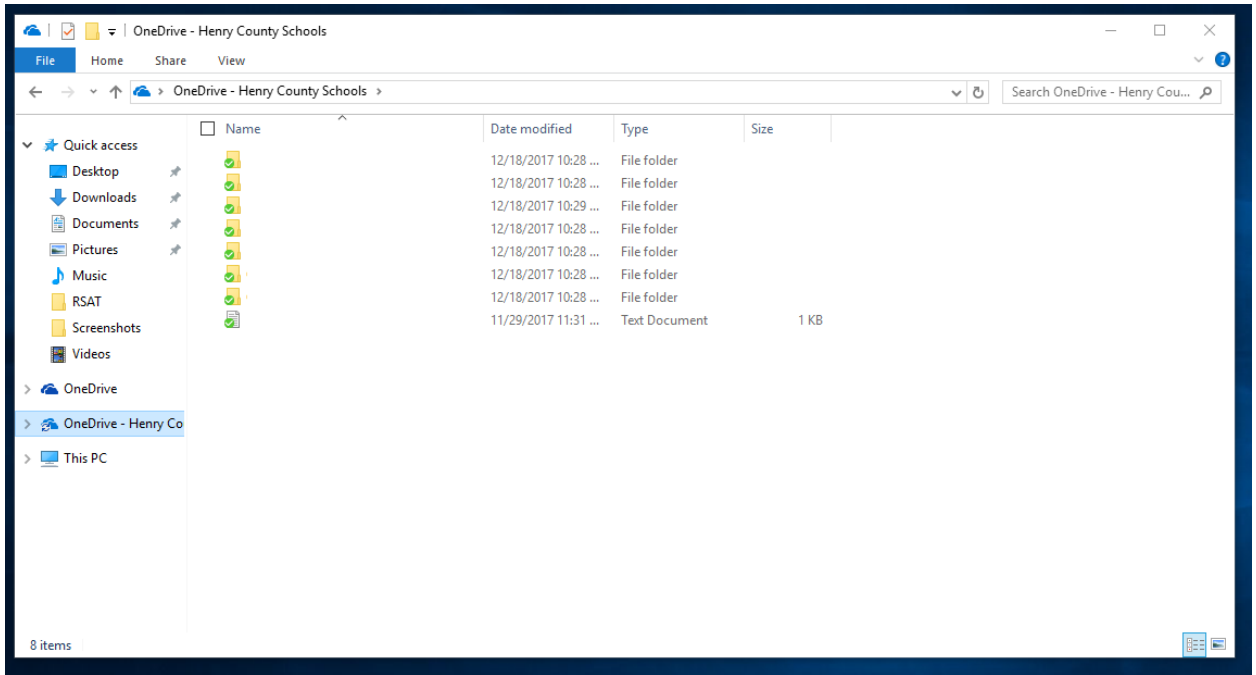 OneDrive - Henry County Schools
File Home Share View
OneDrive - Henry County Schools
Search OneDrive - Henry Cou...
Name Date modified Type Size
Quick access
Desktop
Downloads
Documents
Pictures
Music
RSAT
Screenshots
Videos
OneDrive
OneDrive - Henry Co
This PC
12/18/2017 10:28 ... File folder
12/18/2017 10:28 ... File folder
12/18/2017 10:29 ... File folder
12/18/2017 10:28 ... File folder
12/18/2017 10:28 ... File folder
12/18/2017 10:28 ... File folder
12/18/2017 10:28 ... File folder
11/29/2017 11:31 ... Text Document 1 KB
8 items